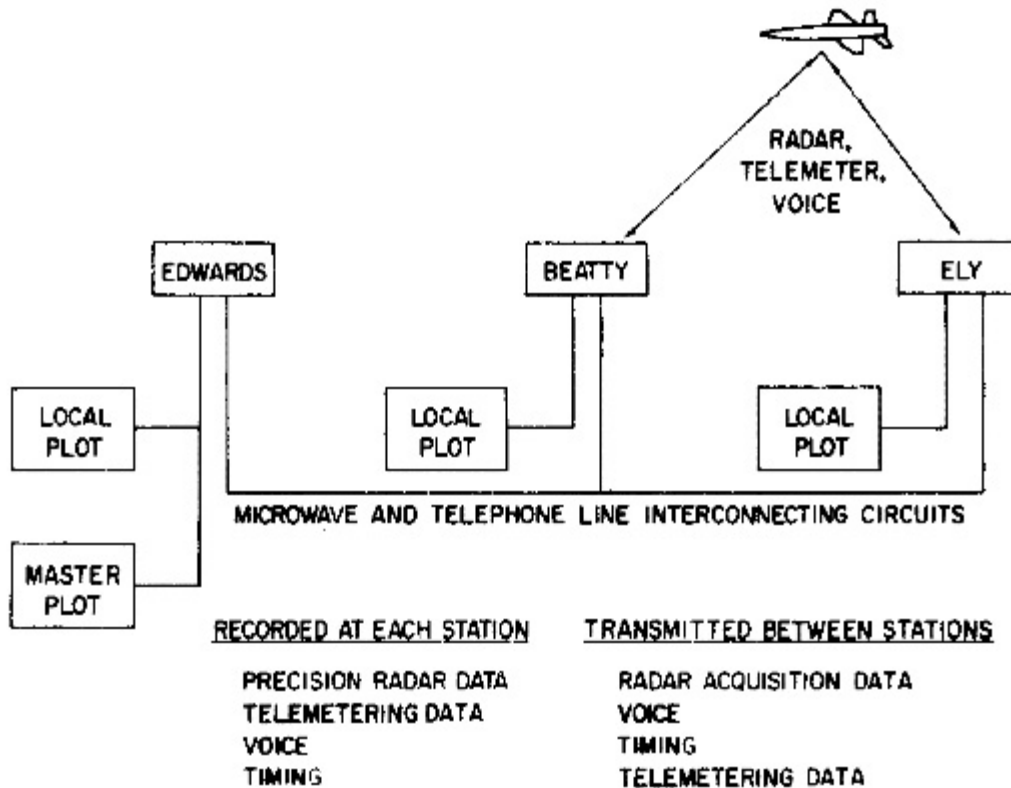 RADAR,
TELEMETER,
VOICE
EDWARDS
BEATTY
ELY
LOCAL
PLOT
LOCAL
PLOT
LOCAL
PLOT
MICROWAVE AND TELEPHONE LINE INTERCONNECTING CIRCUITS
MASTER
PLOT
RECORDED AT EACH STATION
PRECISION RADAR DATA
TELEMETERING DATA
VOICE
TIMING
TRANSMITTED BETWEEN STATIONS
RADAR ACQUISITION DATA
VOICE
TIMING
TELEMETERING DATA